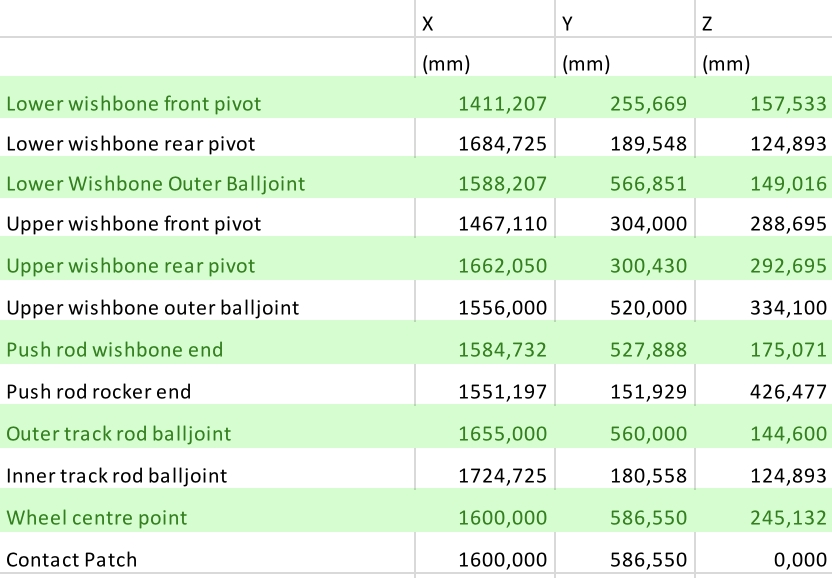 X Y Z
(mm) (mm) (mm)
Lower wishbone front pivot 1411,207 255,669 157,533
Lower wishbone rear pivot 1684,725 189,548 124,893
Lower Wishbone Outer Balljoint 1588,207 566,851 149,016
Upper wishbone front pivot 1467,110 304,000 288,695
Upper wishbone rear pivot 1662,050 300,430 292,695
Upper wishbone outer balljoint 1556,000 520,000 334,100
Push rod wishbone end 1584,732 527,888 175,071
Push rod rocker end 1551,197 151,929 426,477
Outer track rod balljoint 1655,000 560,000 144,600
Inner track rod balljoint 1724,725 180,558 124,893
Wheel centre point 1600,000 586,550 245,132
Contact Patch 1600,000 586,550 0,000